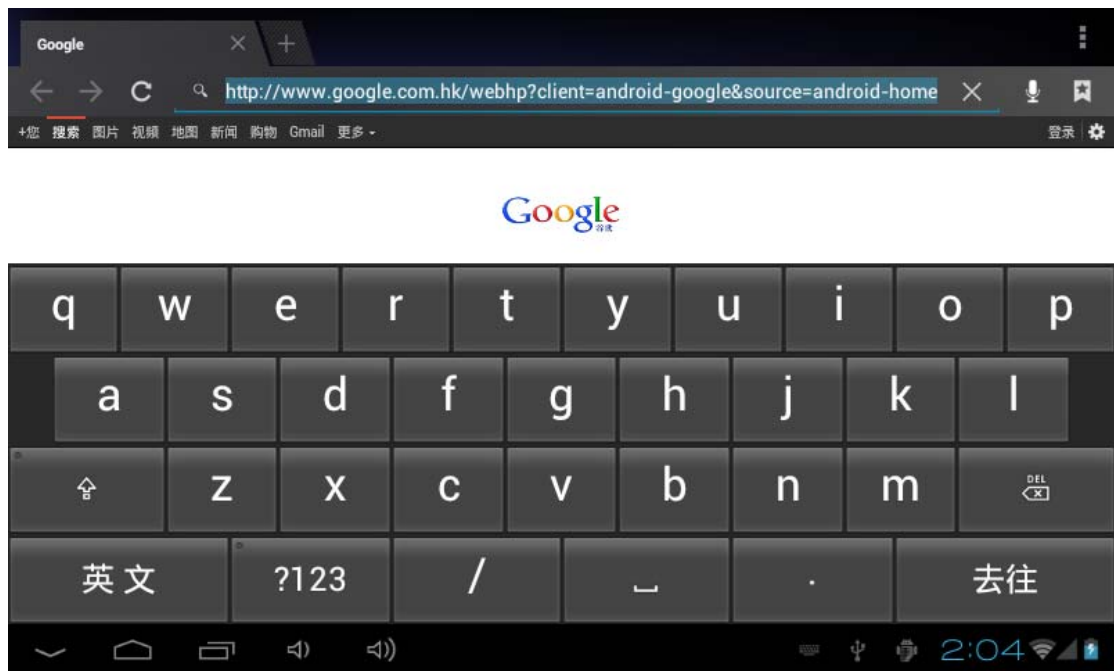 Google
http://www.google.com.hk/webhp?client=android-google&source=android-home
+您 搜索 图片 视频 地图 新闻 购物 Gmail 更多 登录
Google
谷歌
q w e r t y u i o p
a s d f g h j k l
z x c v b n m DEL
英文 ?123 / . 去往
2:04